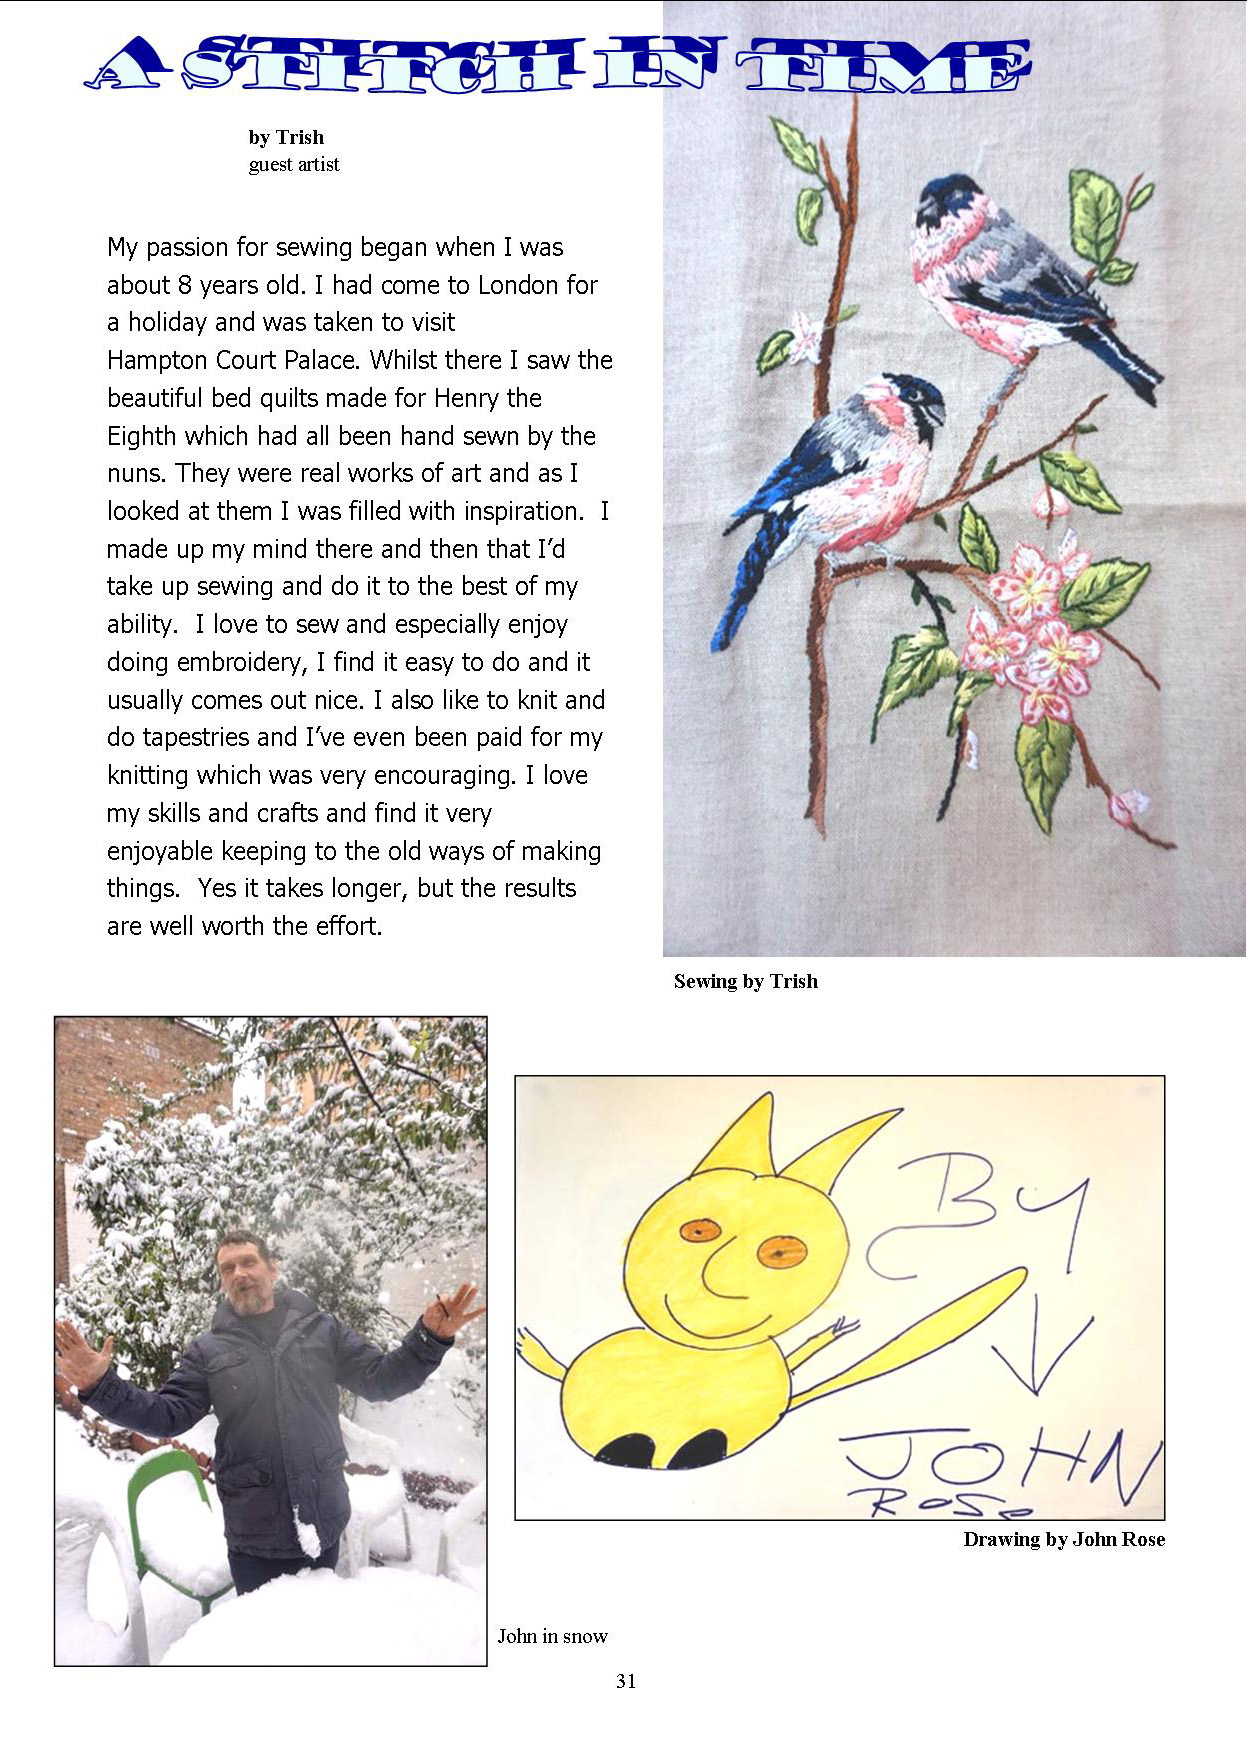 A STITCH IN TIME
by Trish
guest artist
My passion for sewing began when I was
about 8 years old. I had come to London for
a holiday and was taken to visit
Hampton Court Palace. Whilst there I saw the
beautiful bed quilts made for Henry the
Eighth which had all been hand sewn by the
nuns. They were real works of art and as I
looked at them I was filled with inspiration.  I
made up my mind there and then that I’d
take up sewing and do it to the best of my
ability.  I love to sew and especially enjoy
doing embroidery, I find it easy to do and it
usually comes out nice. I also like to knit and
do tapestries and I’ve even been paid for my
knitting which was very encouraging. I love
my skills and crafts and find it very
enjoyable keeping to the old ways of making
things.  Yes it takes longer, but the results
are well worth the effort.
Sewing by Trish
By
JOHN
ROSe
Drawing by John Rose
John in snow
31